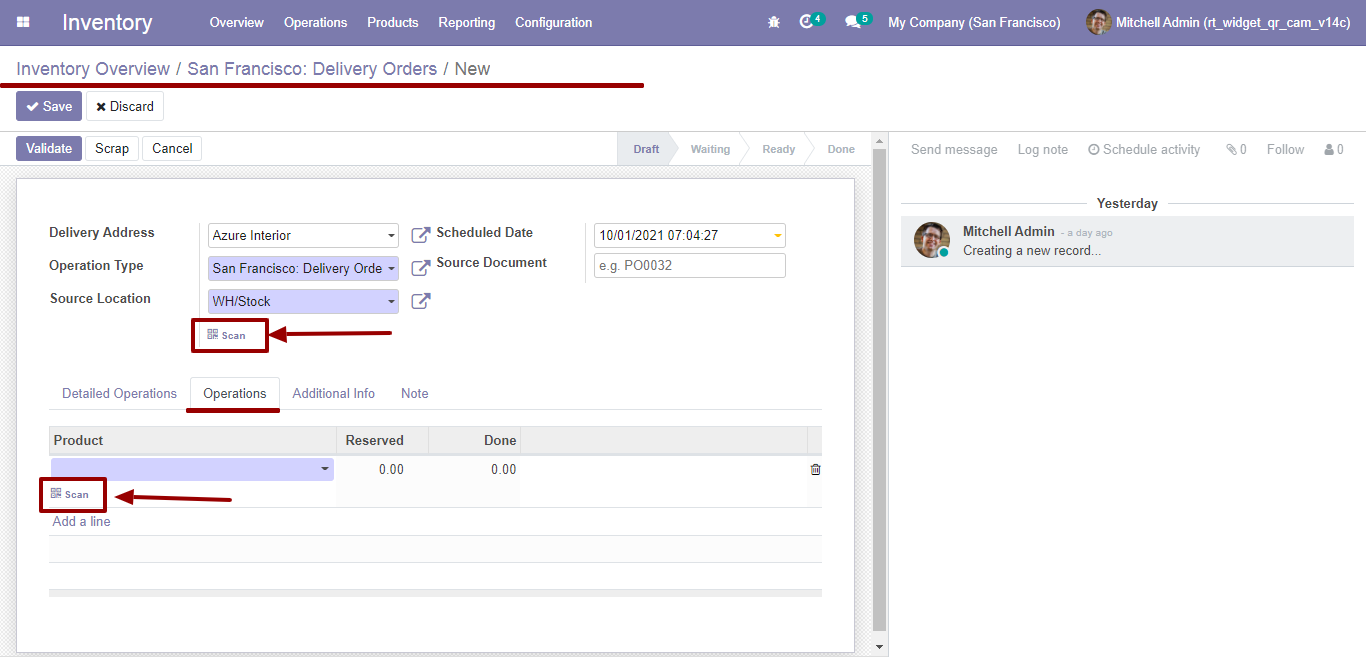 Inventory Overview Operations Products Reporting Configuration 4 5 My Company (San Francisco) Mitchell Admin (rt_widget_qr_cam_v14c)
Inventory Overview / San Francisco: Delivery Orders / New
Save Discard
Validate Scrap Cancel Draft Waiting Ready Done
Send message Log note Schedule activity 0 Follow 0
Yesterday
Mitchell Admin - a day ago
Creating a new record...
Delivery Address Azure Interior Scheduled Date 10/01/2021 07:04:27
Operation Type San Francisco: Delivery Orde Source Document e.g. PO0032
Source Location WH/Stock
Scan
Detailed Operations Operations Additional Info Note
Product Reserved Done
0.00 0.00
Scan
Add a line